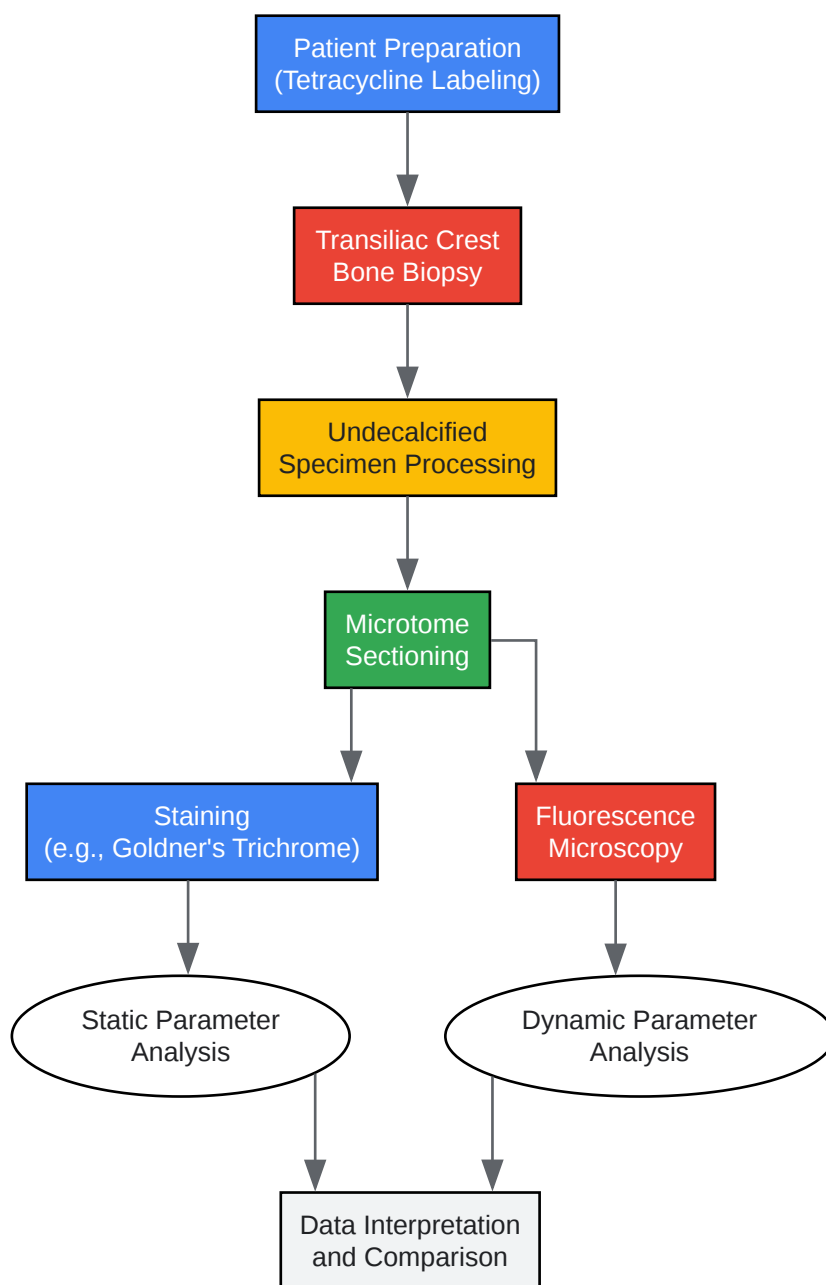 Patient Preparation
(Tetracycline Labeling)
Transiliac Crest
Bone Biopsy
Undecalcified
Specimen Processing
Microtome
Sectioning
Staining
(e.g., Goldner's Trichrome)
Fluorescence
Microscopy
Static Parameter
Analysis
Dynamic Parameter
Analysis
Data Interpretation
and Comparison